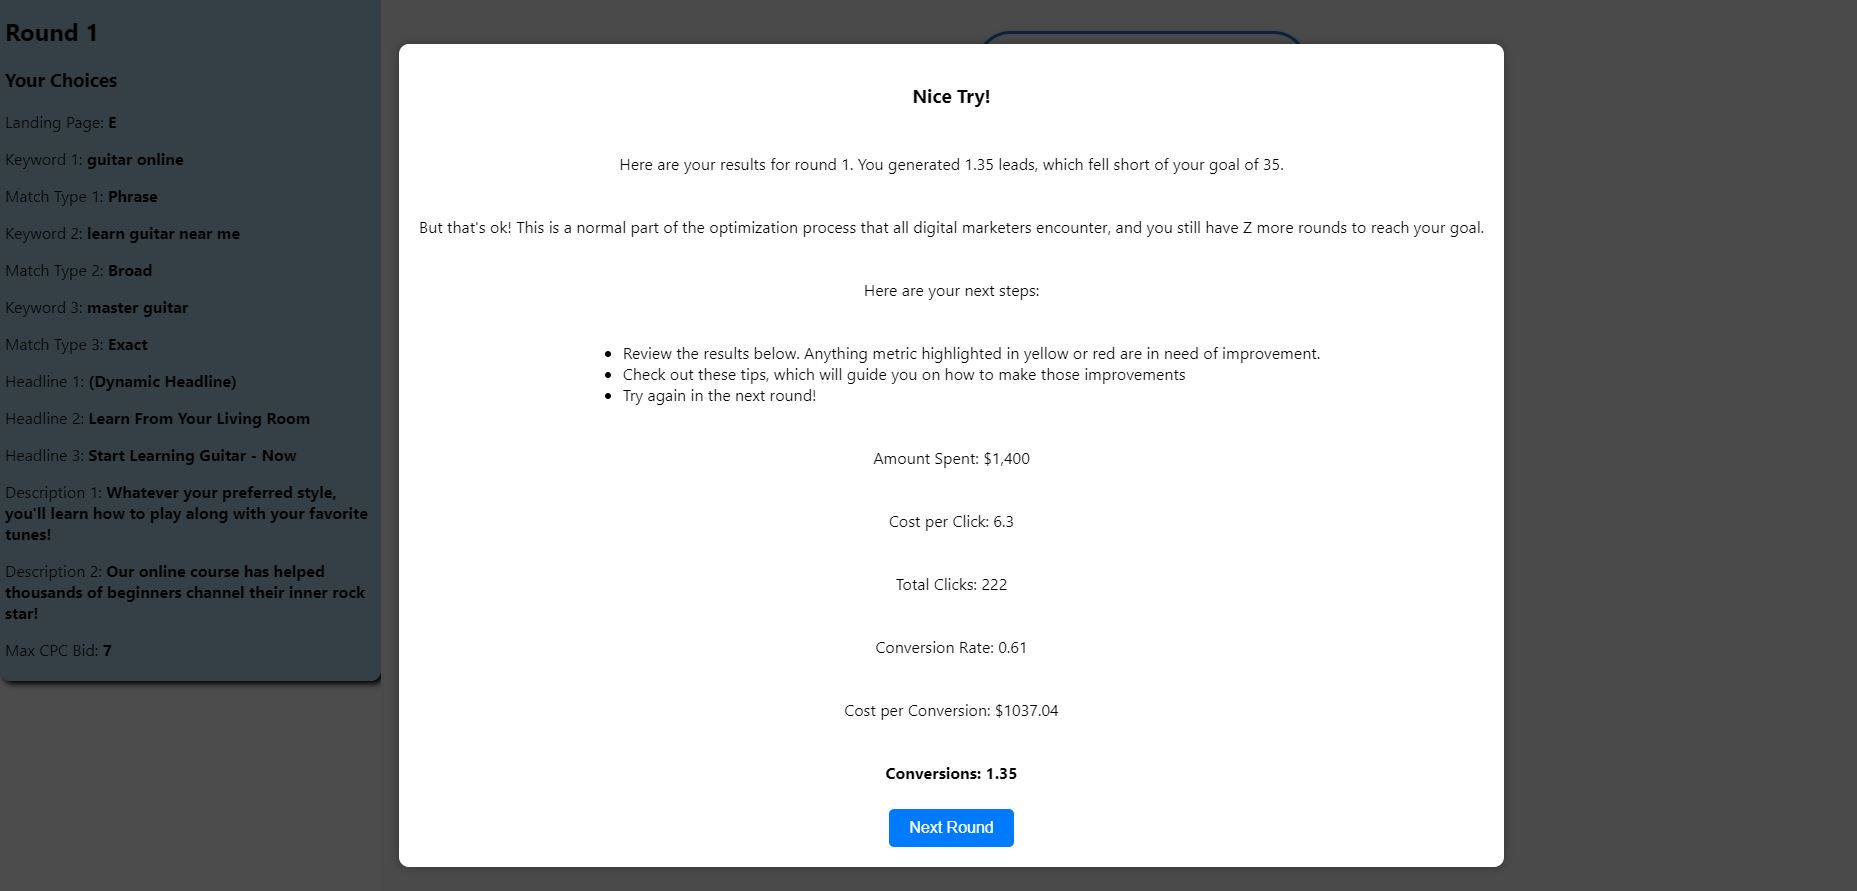 Round 1
Your Choices
Landing Page: E
Keyword 1: guitar online
Match Type 1: Phrase
Keyword 2: learn guitar near me
Match Type 2: Broad
Keyword 3: master guitar
Match Type 3: Exact
Headline 1: (Dynamic Headline)
Headline 2: Learn From Your Living Room
Headline 3: Start Learning Guitar - Now
Description 1: Whatever your preferred style,
you'll learn how to play along with your favorite
tunes!
Description 2: Our online course has helped
thousands of beginners channel their inner rock
star!
Max CPC Bid: 7
Nice Try!
Here are your results for round 1. You generated 1.35 leads, which fell short of your goal of 35.
But that's ok! This is a normal part of the optimization process that all digital marketers encounter, and you still have Z more rounds to reach your goal.
Here are your next steps:
• Review the results below. Anything metric highlighted in yellow or red are in need of improvement.
• Check out these tips, which will guide you on how to make those improvements
• Try again in the next round!
Amount Spent: $1,400
Cost per Click: 6.3
Total Clicks: 222
Conversion Rate: 0.61
Cost per Conversion: $1037.04
Conversions: 1.35
Next Round